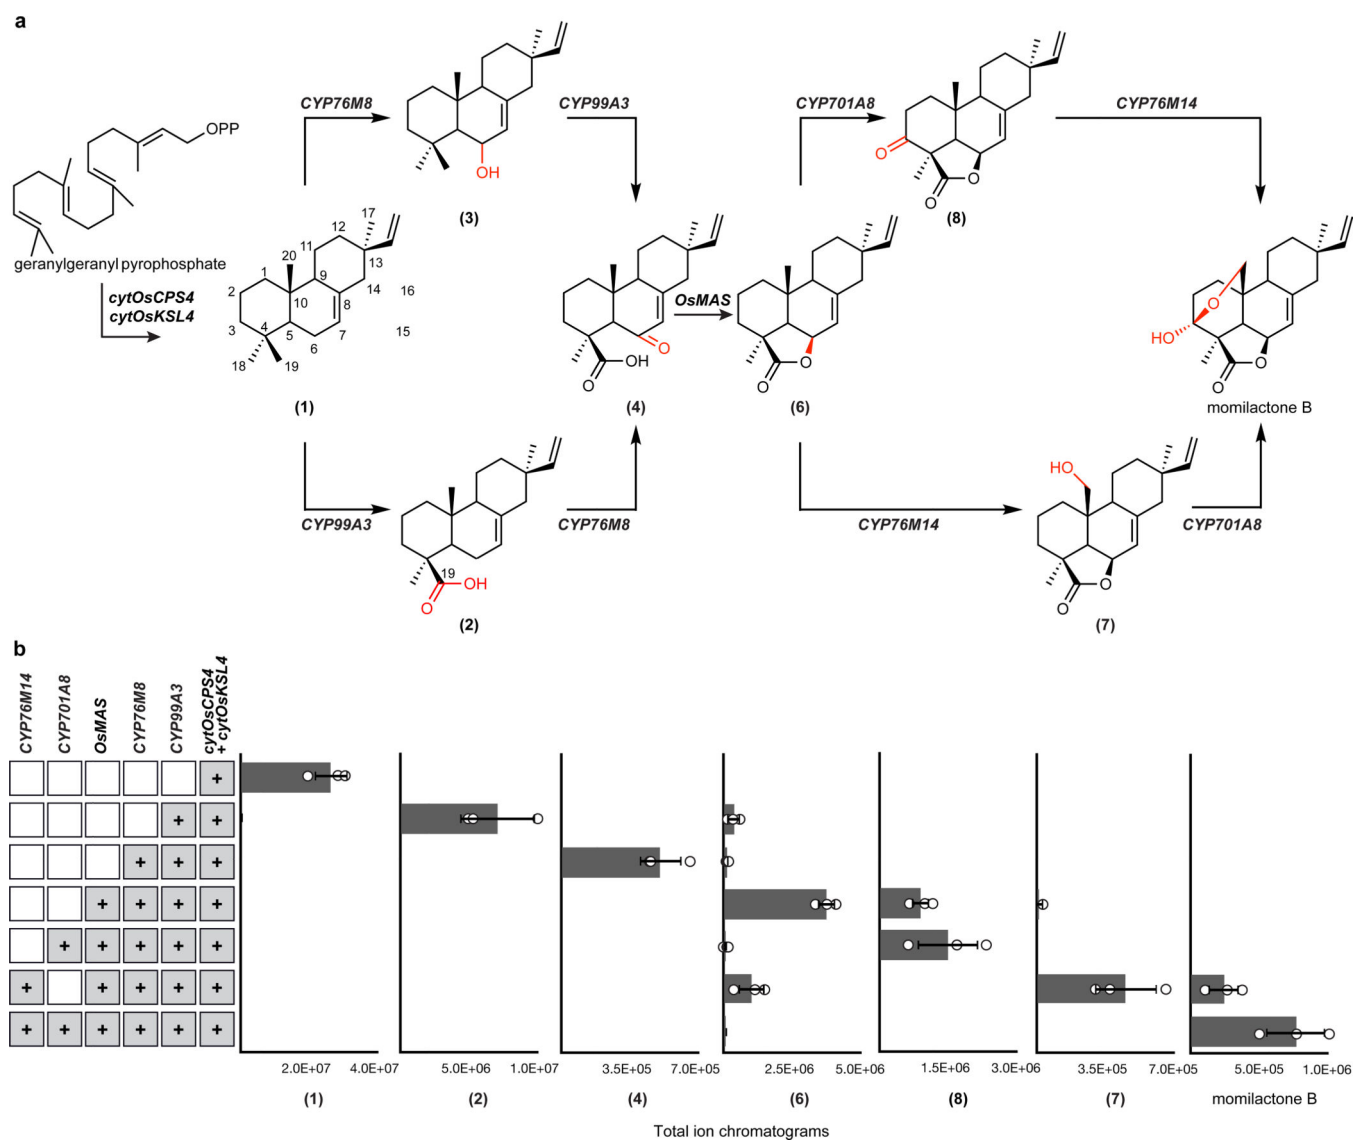 a
CYP76M8
CYP99A3
CYP701A8
CYP76M14
OPP
OH
(3)
O
O
O
(8)
geranylgeranyl pyrophosphate
cytOsCPS4
cytOsKSL4
1
2
3
4
5
6
7
8
9
10
11
12
13
14
15
16
17
18
19
20
(1)
O
OH
O
(4)
OsMAS
O
O
(6)
O
HO
O
O
momilactone B
CYP99A3
CYP76M8
19
OH
O
(2)
CYP76M14
CYP701A8
HO
O
O
(7)
b
CYP76M14
CYP701A8
OsMAS
CYP76M8
CYP99A3
cytOsCPS4
+ cytOsKSL4
+
+ +
+ + +
+ + + +
+ + + + +
+ + + + +
+ + + + + +
2.0E+07 4.0E+07
5.0E+06 1.0E+07
3.5E+05 7.0E+05
2.5E+06 5.0E+06
1.5E+06 3.0E+06
3.5E+05 7.0E+05
5.0E+05 1.0E+06
(1) (2) (4) (6) (8) (7) momilactone B
Total ion chromatograms